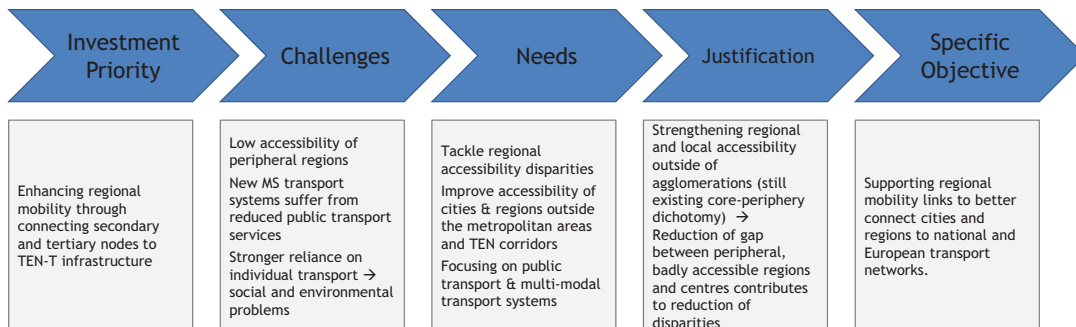 Investment
Priority
Challenges
Needs
Justification
Specific
Objective
Enhancing regional
mobility through
connecting secondary
and tertiary nodes to
TEN-T infrastructure
Low accessibility of
peripheral regions
New MS transport
systems suffer from
reduced public transport
services
Stronger reliance on
individual transport →
social and environmental
problems
Tackle regional
accessibility disparities
Improve accessibility of
cities & regions outside
the metropolitan areas
and TEN corridors
Focusing on public
transport & multi-modal
transport systems
Strengthening regional
and local accessibility
outside of
agglomerations (still
existing core-periphery
dichotomy) →
Reduction of gap
between peripheral,
badly accessible regions
and centres contributes
to reduction of
disparities
Supporting regional
mobility links to better
connect cities and
regions to national and
European transport
networks.